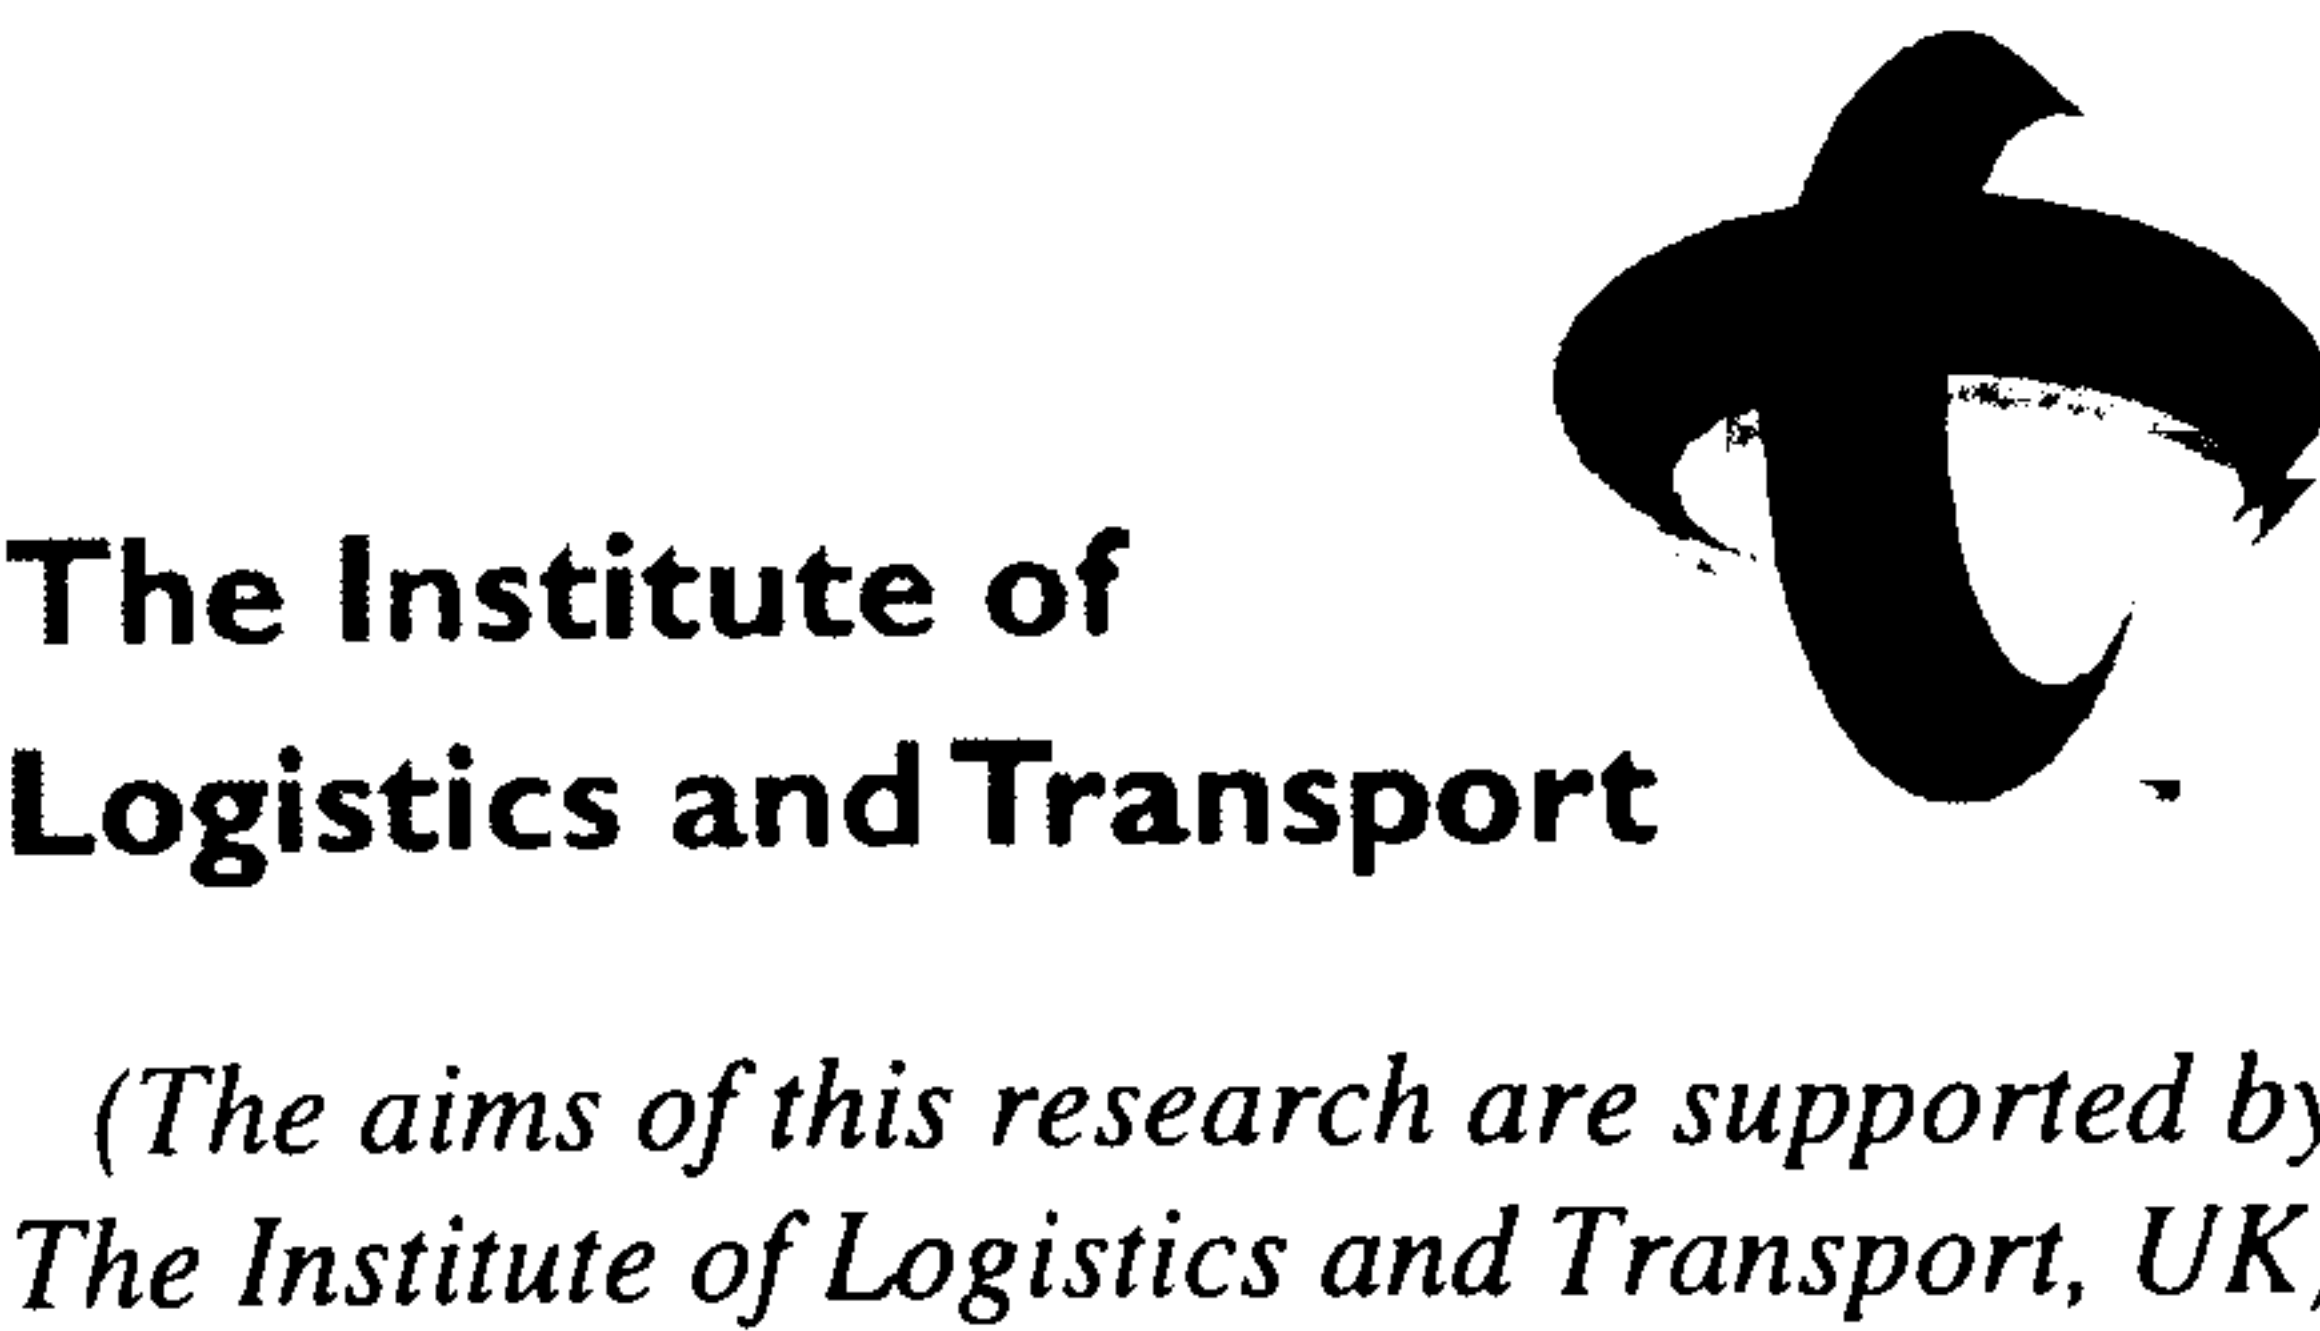 The Institute of
Logistics and Transport
(The aims of this research are supported by
The Institute of Logistics and Transport, UK,